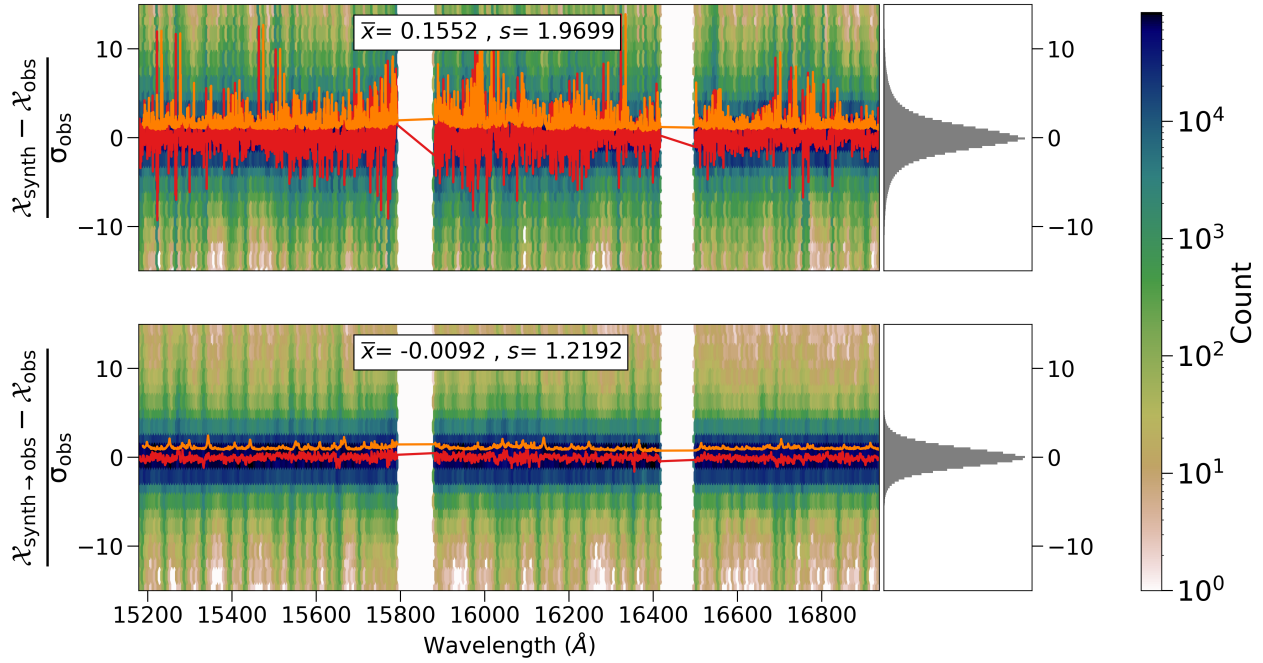 x̅= 0.1552 , s= 1.9699
𝒳synth − 𝒳obs
σobs
10
0
−10
10
0
−10
x̅= -0.0092 , s= 1.2192
𝒳synth→obs − 𝒳obs
σobs
10
0
−10
10
0
−10
15200 15400 15600 15800 16000 16200 16400 16600 16800
Wavelength (Å)
10⁴
10³
10²
10¹
10⁰
Count